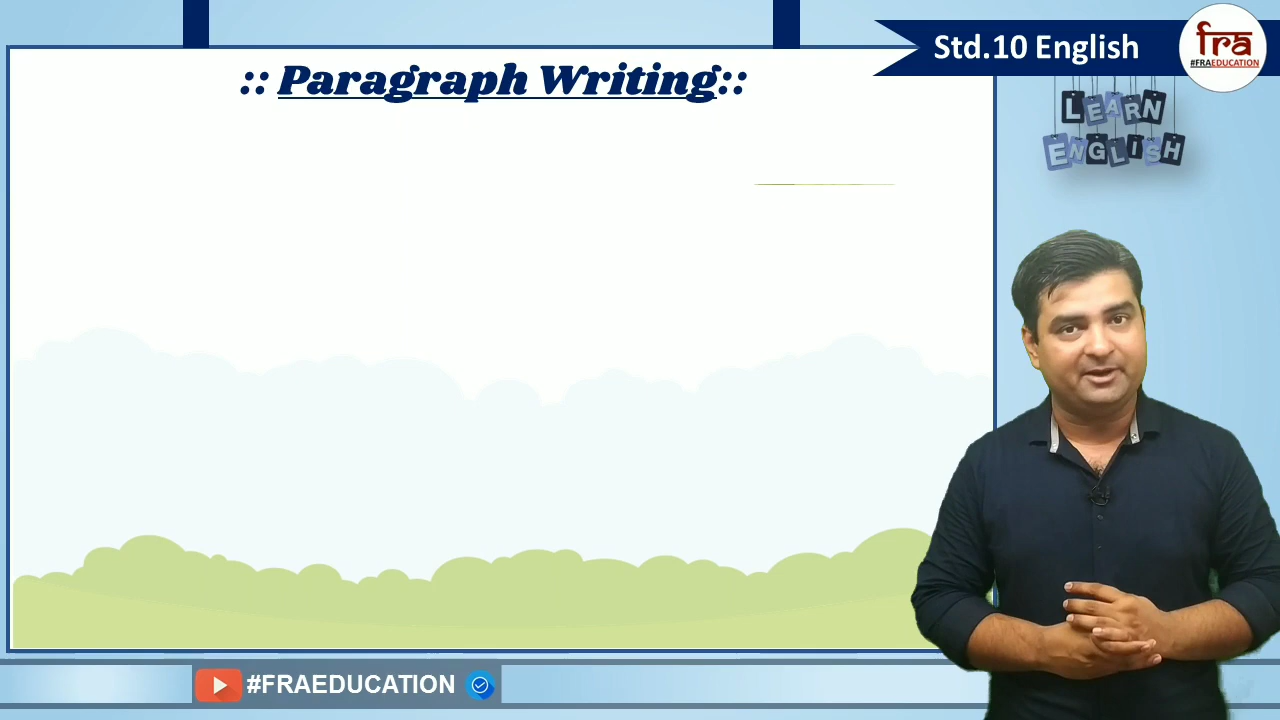 Std.10 English
fra
#FRAEDUCATION
:: Paragraph Writing::
LEARN
ENGLISH
#FRAEDUCATION